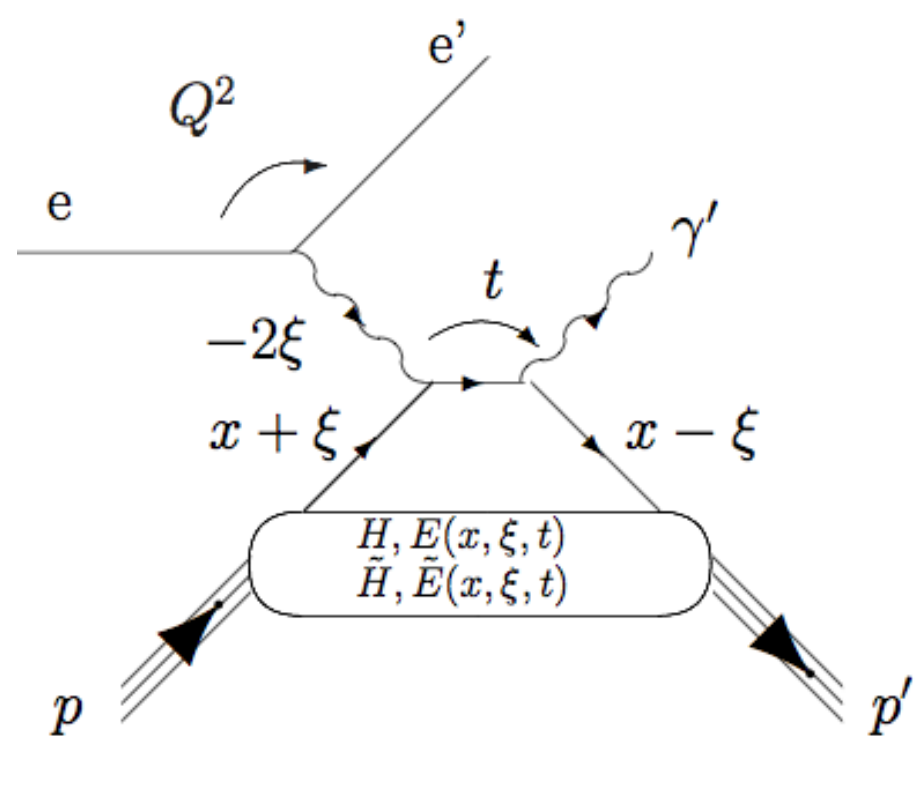 e'
Q²
e
γ′
t
−2ξ
x + ξ
x − ξ
H, E(x, ξ, t)
H̃, Ẽ(x, ξ, t)
p
p′